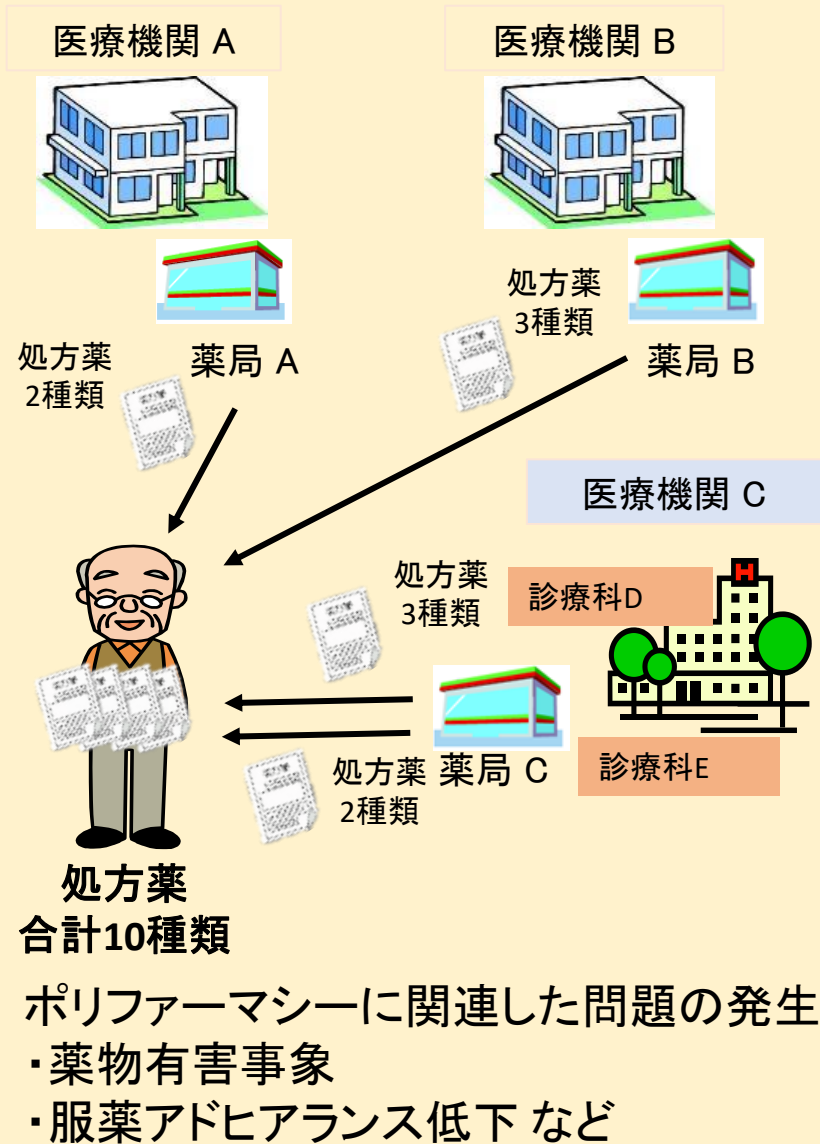 医療機関 A
医療機関 B
処方薬
3種類
処方薬
2種類
薬局 A
薬局 B
医療機関 C
処方薬
3種類
診療科D
H
処方薬
2種類
薬局 C
診療科E
処方薬
合計10種類
ポリファーマシーに関連した問題の発生
・薬物有害事象
・服薬アドヒアランス低下 など